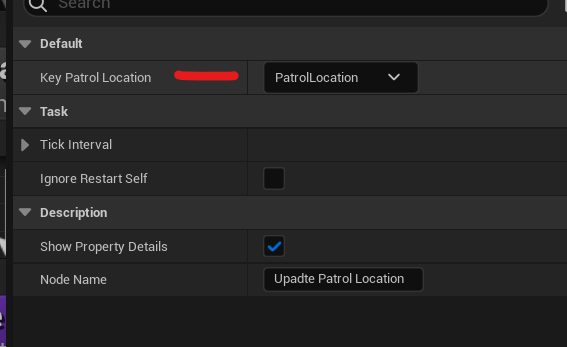 Search
Default
Key Patrol Location PatrolLocation
Task
Tick Interval
Ignore Restart Self
Description
Show Property Details
Node Name Upadte Patrol Location